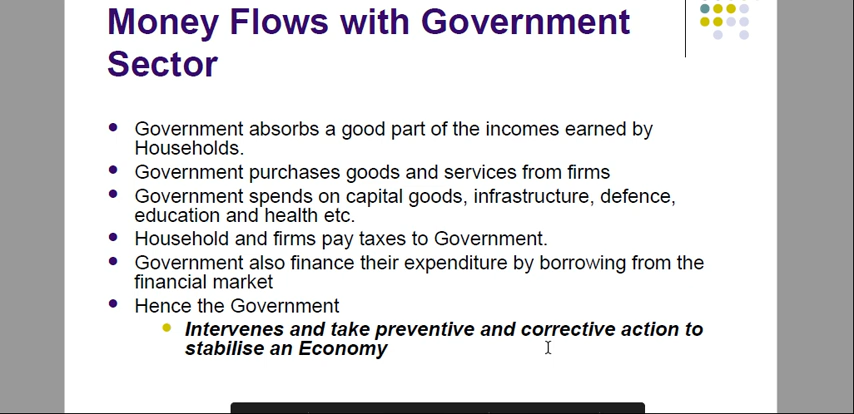 Money Flows with Government
Sector
Government absorbs a good part of the incomes earned by
Households.
Government purchases goods and services from firms
Government spends on capital goods, infrastructure, defence,
education and health etc.
Household and firms pay taxes to Government.
Government also finance their expenditure by borrowing from the
financial market
Hence the Government
Intervenes and take preventive and corrective action to
stabilise an Economy